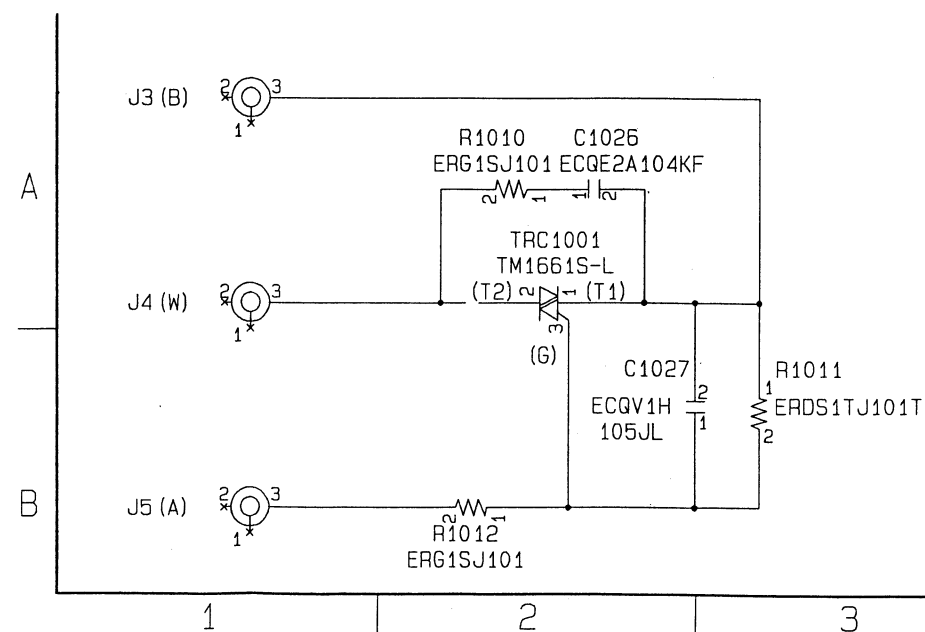 J3 (B)
2
3
1
R1010
ERG1SJ101
C1026
ECQE2A104KF
2
1
1
2
A
TRC1001
TM1661S-L
J4 (W)
2
3
1
(T2)
2
1
(T1)
3
(G)
C1027
ECQV1H
105JL
2
1
R1011
ERDS1TJ101T
1
2
B
J5 (A)
2
3
1
2
1
R1012
ERG1SJ101
1
2
3